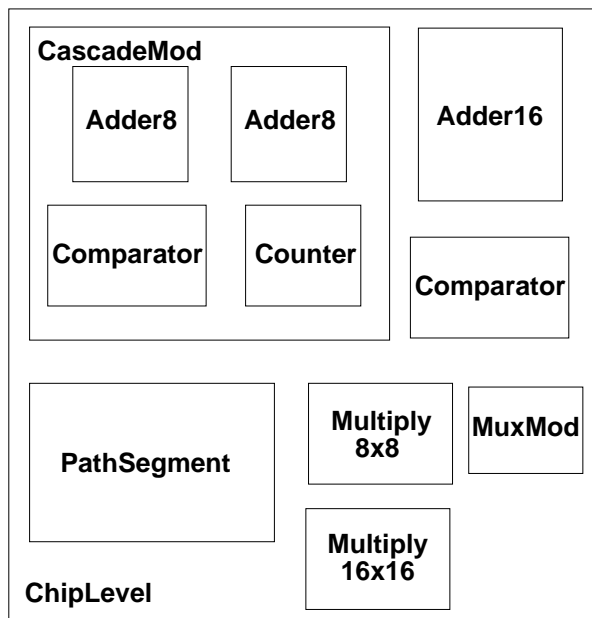 CascadeMod
Adder8
Adder8
Adder16
Comparator
Counter
Comparator
PathSegment
Multiply
8x8
MuxMod
Multiply
16x16
ChipLevel